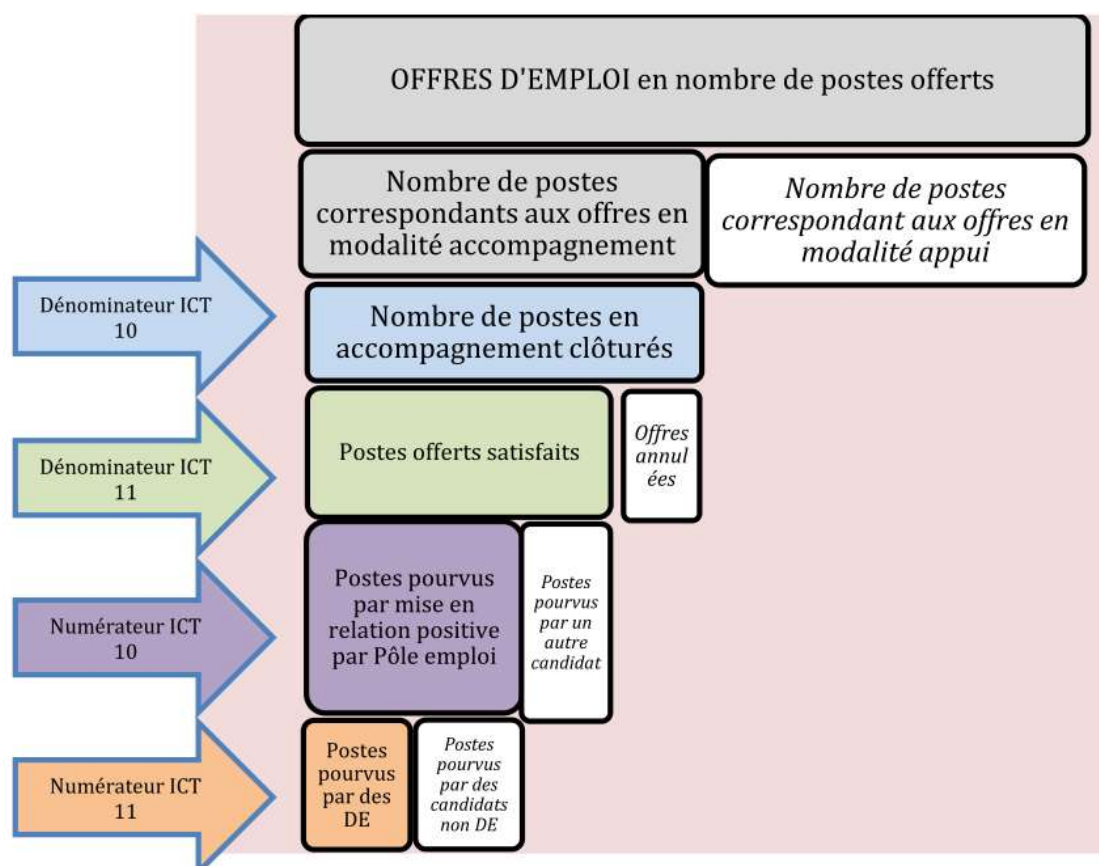 OFFRES D'EMPLOI en nombre de postes offerts
Nombre de postes
correspondants aux offres en
modalité accompagnement
Nombre de postes
correspondant aux offres en
modalité appui
Dénominateur ICT
10
Nombre de postes en
accompagnement clôturés
Dénominateur ICT
11
Postes offerts satisfaits
Offres
annul
ées
Numérateur ICT
10
Postes pourvus
par mise en
relation positive
par Pôle emploi
Postes
pourvus
par un
autre
candidat
Numérateur ICT
11
Postes
pourvus
par des
DE
Postes
pourvus
par des
candidats
non DE